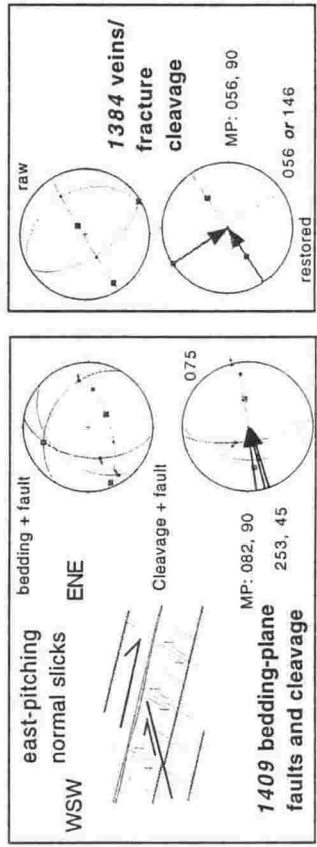 east-pitching
normal slicks
WSW
ENE
bedding + fault
Cleavage + fault
075
MP: 082, 90
253, 45
1409 bedding-plane
faults and cleavage
raw
1384 veins/
fracture
cleavage
MP: 056, 90
056 or 146
restored